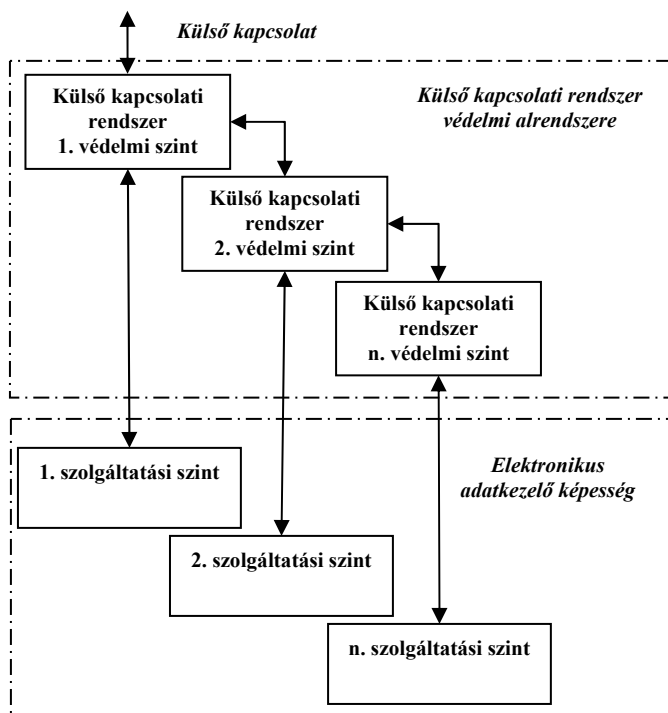 Külső kapcsolat
Külső kapcsolati
rendszer
1. védelmi szint
Külső kapcsolati rendszer
védelmi alrendszere
Külső kapcsolati
rendszer
2. védelmi szint
Külső kapcsolati
rendszer
n. védelmi szint
1. szolgáltatási szint
Elektronikus
adatkezelő képesség
2. szolgáltatási szint
n. szolgáltatási szint